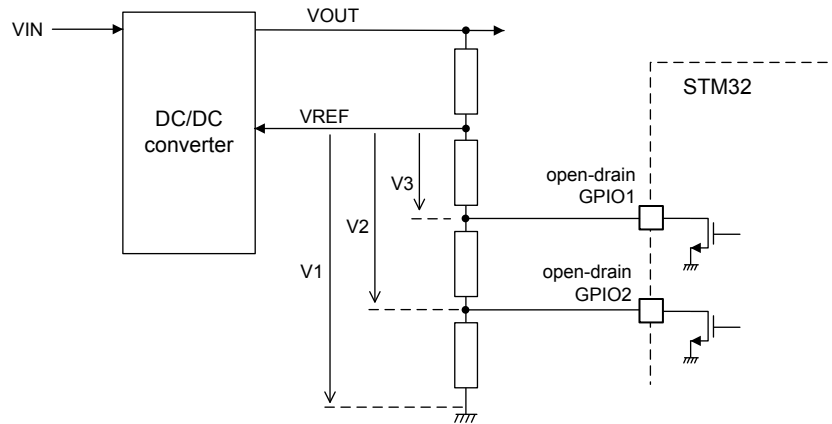 VOUT
VIN
STM32
DC/DC
converter
VREF
open-drain
GPIO1
V3
V2
V1
open-drain
GPIO2